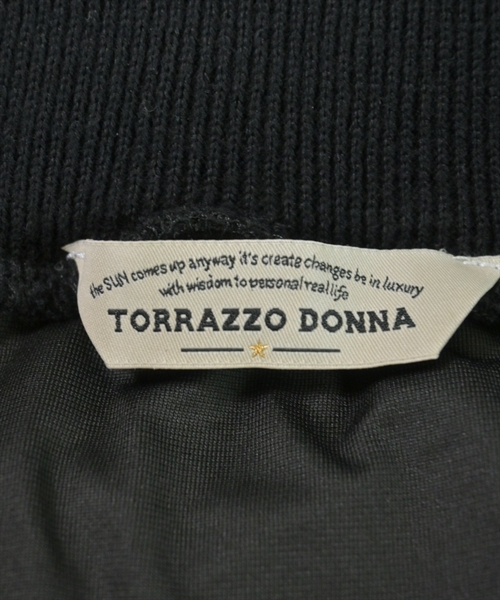 the SUN comes up anyway it's create changes be in luxury
with wisdom to personal real life
TORRAZZO DONNA